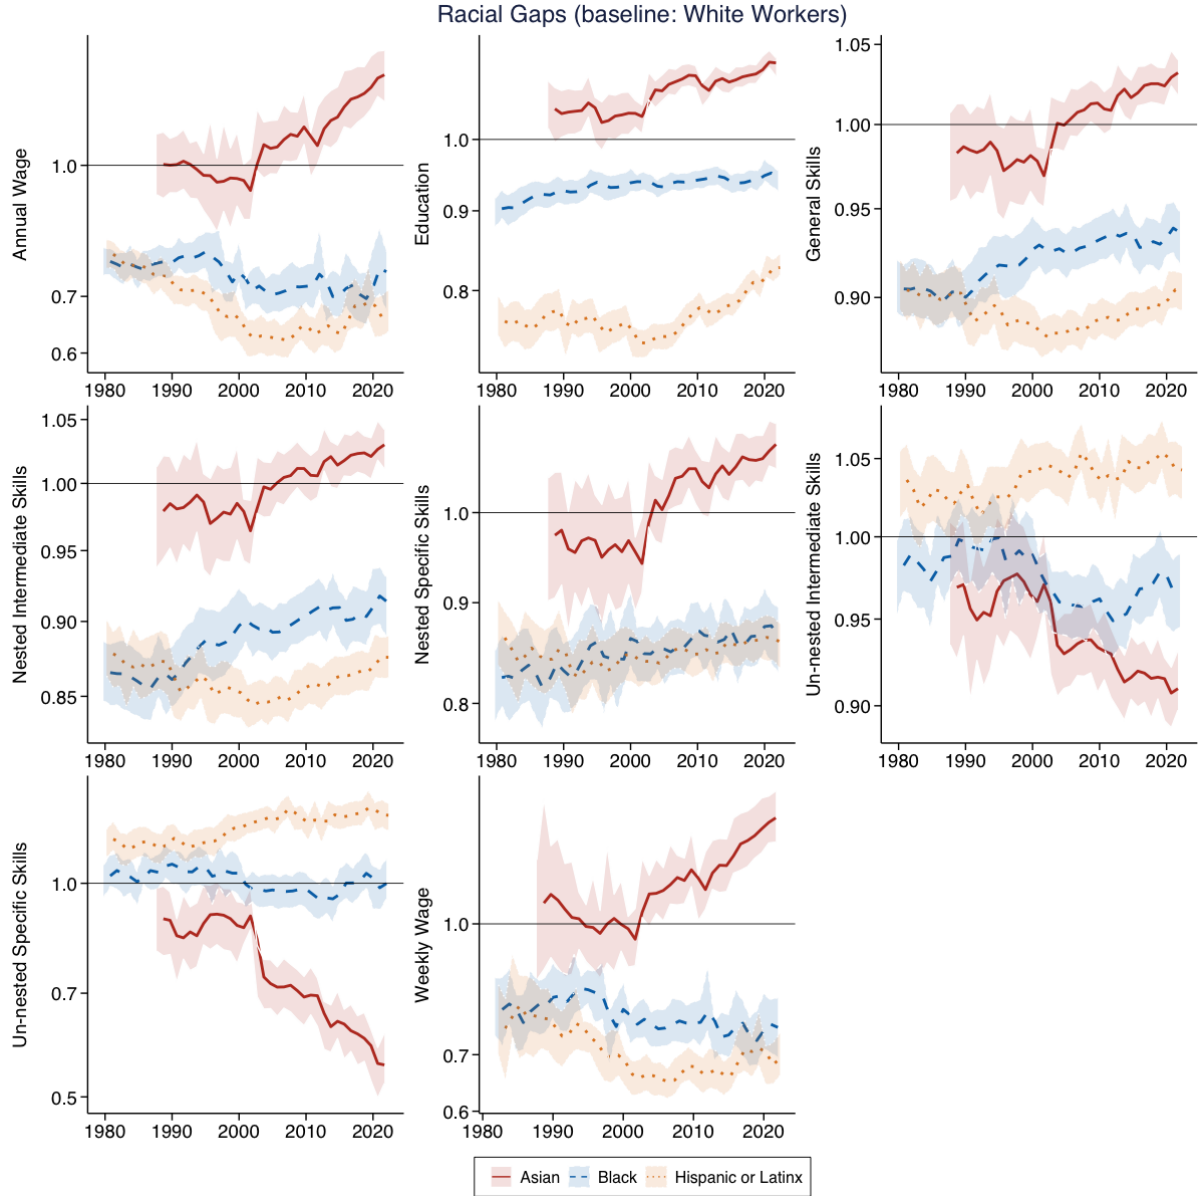 Racial Gaps (baseline: White Workers)
Annual Wage
1.0
0.7
0.6
1980 1990 2000 2010 2020
Education
1.0
0.9
0.8
1980 1990 2000 2010 2020
General Skills
1.05
1.00
0.95
0.90
1980 1990 2000 2010 2020
Nested Intermediate Skills
1.05
1.00
0.95
0.90
0.85
1980 1990 2000 2010 2020
Nested Specific Skills
1.0
0.9
0.8
1980 1990 2000 2010 2020
Un-nested Intermediate Skills
1.05
1.00
0.95
0.90
1980 1990 2000 2010 2020
Un-nested Specific Skills
1.0
0.7
0.5
1980 1990 2000 2010 2020
Weekly Wage
1.0
0.7
0.6
1980 1990 2000 2010 2020
Asian Black Hispanic or Latinx